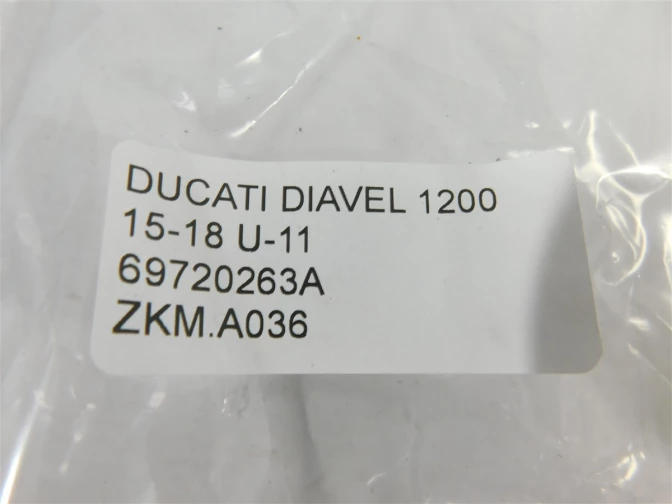 DUCATI DIAVEL 1200
15-18 U-11
69720263A
ZKM.A036